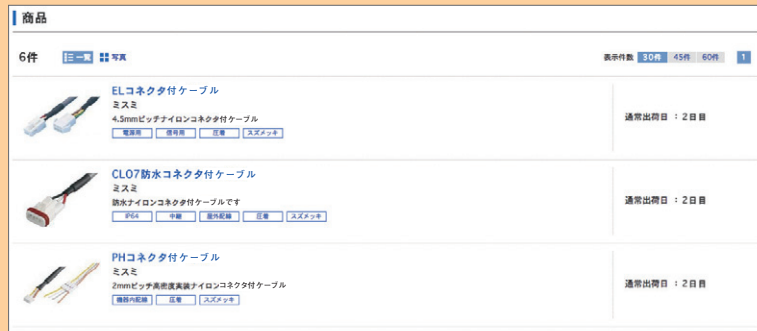 商品
6件 一覧 写真 表示件数 30件 45件 60件 1
ELコネクタ付ケーブル
ミスミ
4.5mmピッチナイロンコネクタ付ケーブル
電源用 信号用 圧着 スズメッキ
通常出荷日 : 2日目
CL07防水コネクタ付ケーブル
ミスミ
防水ナイロンコネクタ付ケーブルです
IP64 中継 屋外配線 圧着 スズメッキ
通常出荷日 : 2日目
PHコネクタ付ケーブル
ミスミ
2mmピッチ高密度実装ナイロンコネクタ付ケーブル
機器内配線 圧着 スズメッキ
通常出荷日 : 2日目